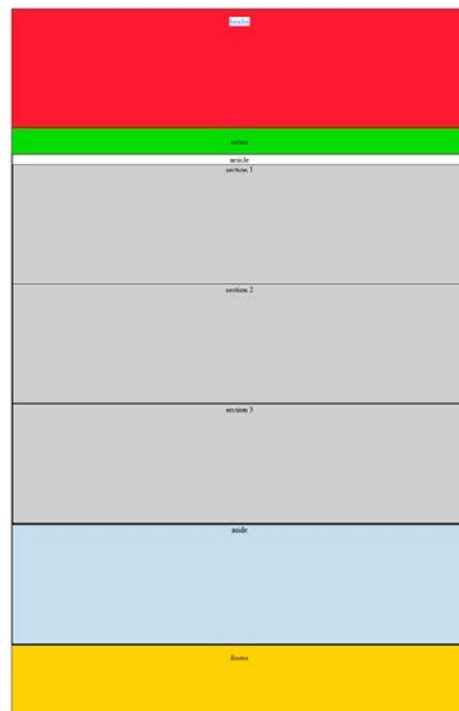 header
menu
article
section 1
section 2
section 3
aside
footer